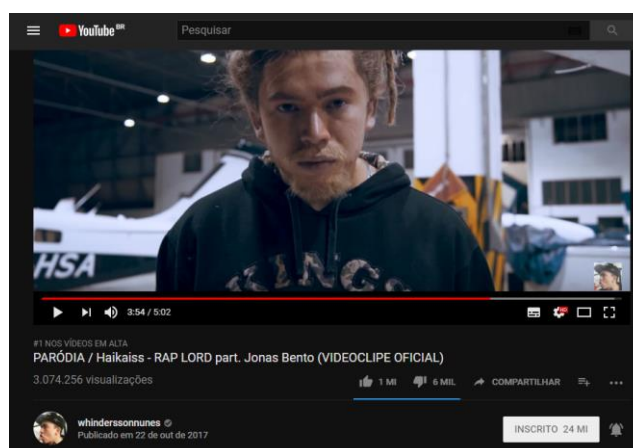 YouTube BR
Pesquisar
HSA
KINGS
3:54 / 5:02
HD
#1 NOS VÍDEOS EM ALTA
PARÓDIA / Haikaiss - RAP LORD part. Jonas Bento (VIDEOCLIPE OFICIAL)
3.074.256 visualizações
1 MI
6 MIL
COMPARTILHAR
whinderssonnunes
Publicado em 22 de out de 2017
INSCRITO 24 MI